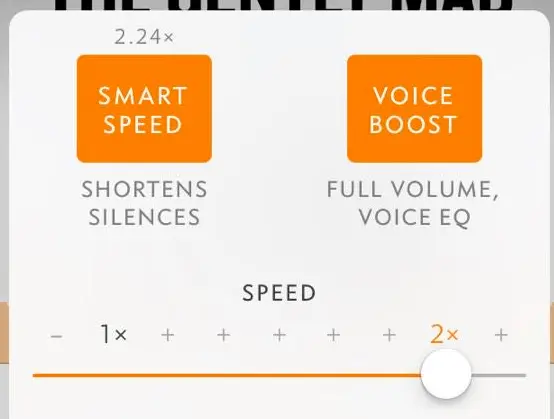 2.24×
SMART
SPEED
VOICE
BOOST
SHORTENS
SILENCES
FULL VOLUME,
VOICE EQ
SPEED
– 1× + + + + + 2× +